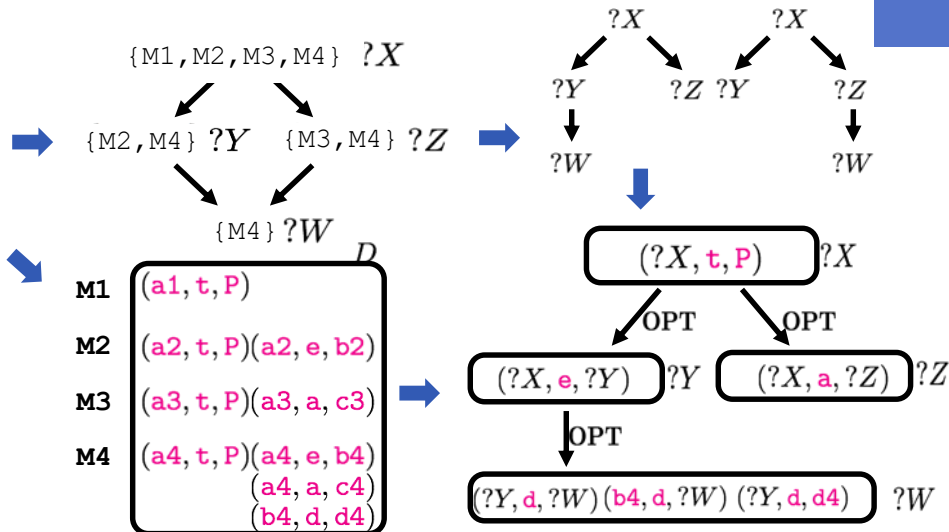 {M1,M2,M3,M4} ?X
{M2,M4} ?Y {M3,M4} ?Z
{M4} ?W
?X ?X
?Y ?Z ?Y ?Z
?W ?W
D
M1 (a1, t, P)
M2 (a2, t, P)(a2, e, b2)
M3 (a3, t, P)(a3, a, c3)
M4 (a4, t, P)(a4, e, b4)
(a4, a, c4)
(b4, d, d4)
(?X, t, P) ?X
OPT OPT
(?X, e, ?Y) ?Y (?X, a, ?Z) ?Z
OPT
(?Y, d, ?W) (b4, d, ?W) (?Y, d, d4) ?W